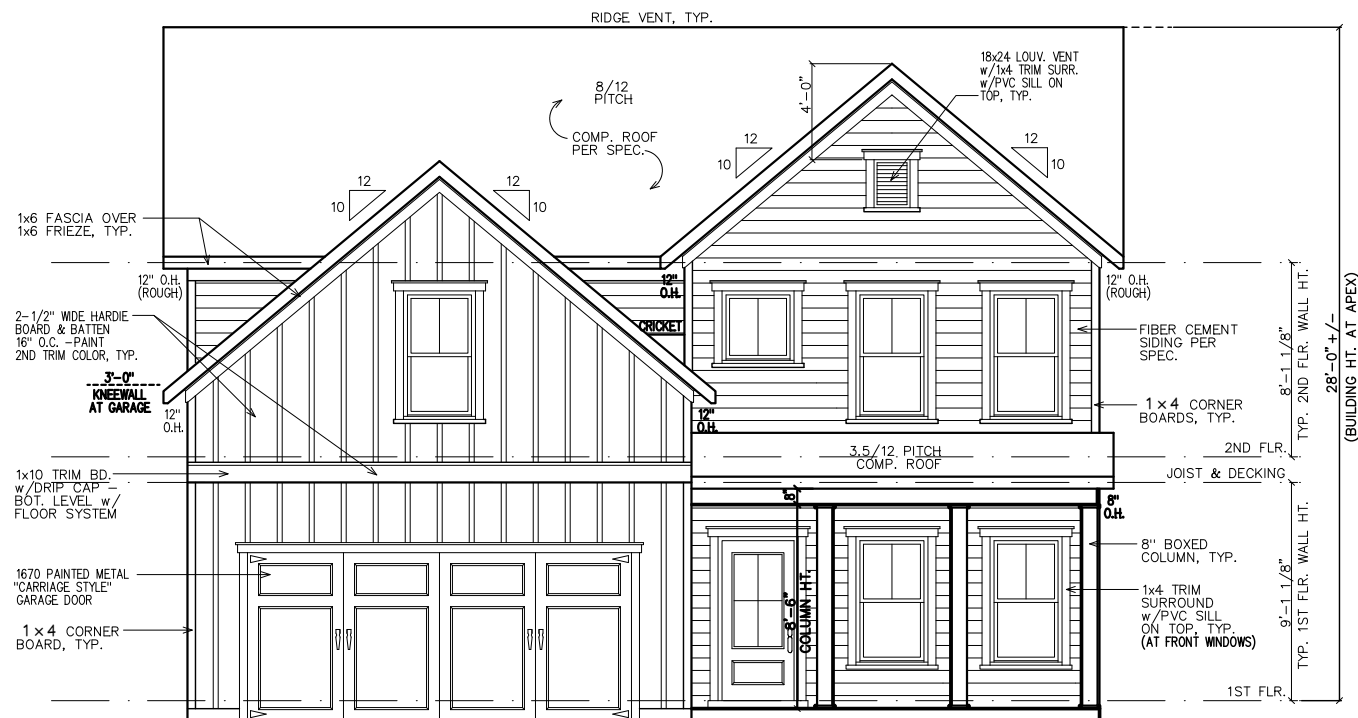 RIDGE VENT, TYP.
18x24 LOUV. VENT
w/1x4 TRIM SURR.
w/PVC SILL ON
TOP, TYP.
4'-0"
8/12
PITCH
COMP. ROOF
PER SPEC.
12
10
12
10
12
10
12
10
1x6 FASCIA OVER
1x6 FRIEZE, TYP.
12" O.H.
(ROUGH)
12"
O.H.
12" O.H.
(ROUGH)
2-1/2" WIDE HARDIE
BOARD & BATTEN
16" O.C. -PAINT
2ND TRIM COLOR, TYP.
CRICKET
FIBER CEMENT
SIDING PER
SPEC.
3'-0"
KNEEWALL
AT GARAGE
12"
O.H.
12"
O.H.
1 x 4 CORNER
BOARDS, TYP.
8'-1 1/8"
TYP. 2ND FLR. WALL HT.
28'-0" +/-
(BUILDING HT. AT APEX)
3.5/12 PITCH
COMP. ROOF
2ND FLR.
JOIST & DECKING
1x10 TRIM BD.
w/DRIP CAP -
BOT. LEVEL w/
FLOOR SYSTEM
8"
8"
O.H.
8" BOXED
COLUMN, TYP.
1670 PAINTED METAL
"CARRIAGE STYLE"
GARAGE DOOR
8'-6"
COLUMN HT.
1x4 TRIM
SURROUND
w/PVC SILL
ON TOP, TYP.
(AT FRONT WINDOWS)
9'-1 1/8"
TYP. 1ST FLR. WALL HT.
1 x 4 CORNER
BOARD, TYP.
1ST FLR.